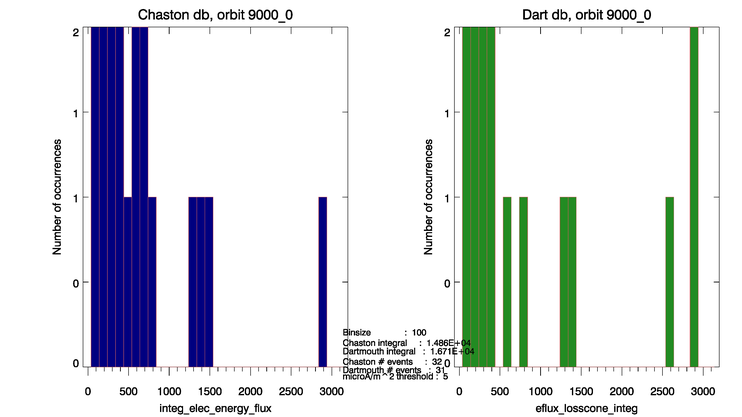 Chaston db, orbit 9000_0
Dart db, orbit 9000_0
2
1
1
0
0
Number of occurrences
0 500 1000 1500 2000 2500 3000
integ_elec_energy_flux
2
1
1
0
0
Number of occurrences
0 500 1000 1500 2000 2500 3000
eflux_losscone_integ
Binsize : 100
Chaston integral : 1.486E+04
Dartmouth integral : 1.671E+04
Chaston # events : 32
Dartmouth # events : 31
microA/m^2 threshold : 5